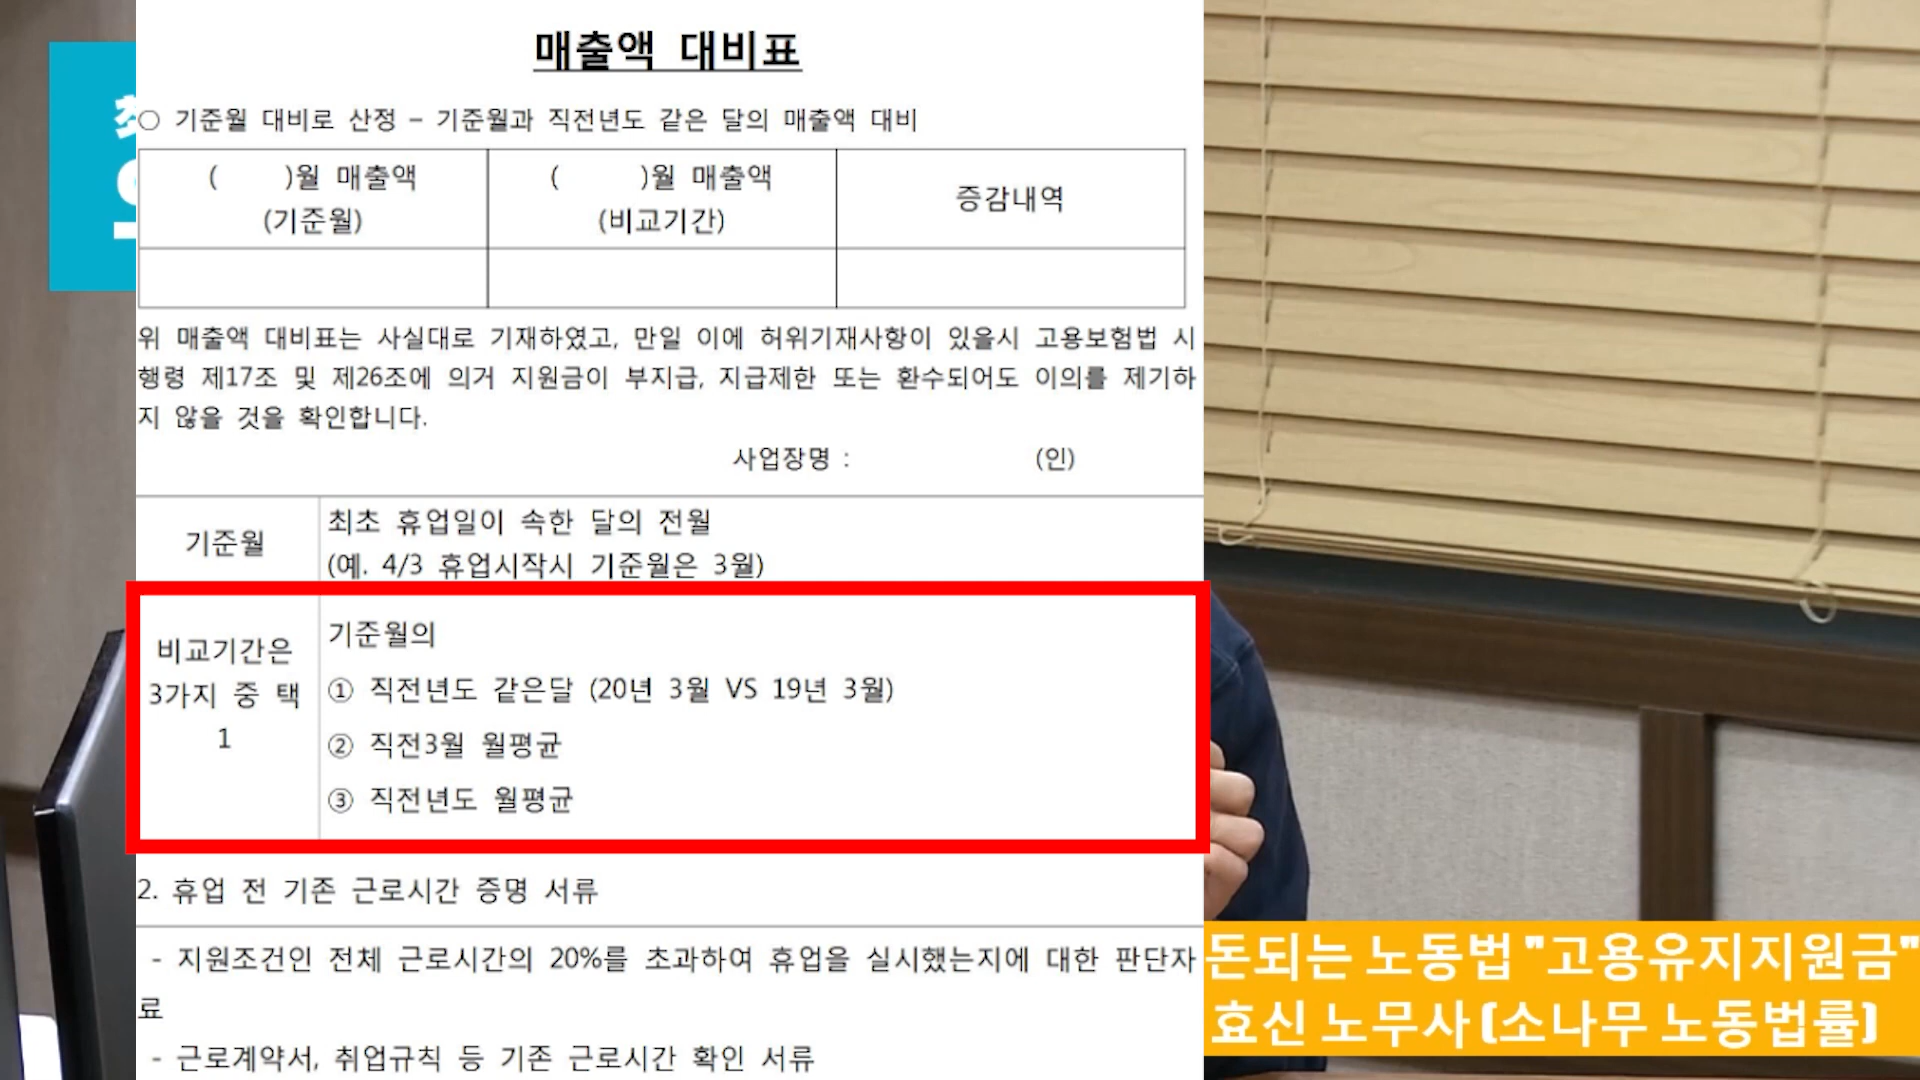 매출액 대비표
○ 기준월 대비로 산정 – 기준월과 직전년도 같은 달의 매출액 대비
( )월 매출액
(기준월)
( )월 매출액
(비교기간)
증감내역
위 매출액 대비표는 사실대로 기재하였고, 만일 이에 허위기재사항이 있을시 고용보험법 시
행령 제17조 및 제26조에 의거 지원금이 부지급, 지급제한 또는 환수되어도 이의를 제기하
지 않을 것을 확인합니다.
사업장명 : (인)
기준월
최초 휴업일이 속한 달의 전월
(예. 4/3 휴업시작시 기준월은 3월)
비교기간은
3가지 중 택
1
기준월의
① 직전년도 같은달 (20년 3월 VS 19년 3월)
② 직전3월 월평균
③ 직전년도 월평균
2. 휴업 전 기존 근로시간 증명 서류
- 지원조건인 전체 근로시간의 20%를 초과하여 휴업을 실시했는지에 대한 판단자
료
- 근로계약서, 취업규칙 등 기존 근로시간 확인 서류
돈되는 노동법 "고용유지지원금"
효신 노무사 (소나무 노동법률)